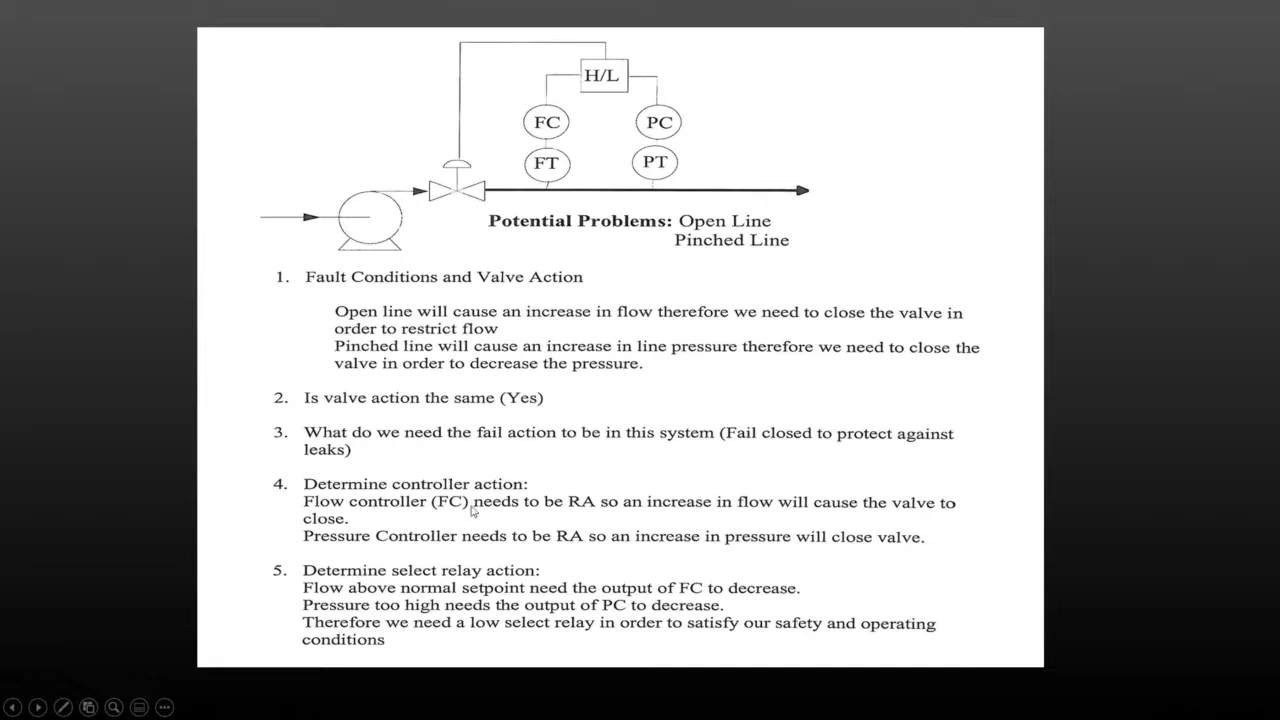 H/L
FC
PC
FT
PT
Potential Problems: Open Line
Pinched Line
1. Fault Conditions and Valve Action
Open line will cause an increase in flow therefore we need to close the valve in
order to restrict flow
Pinched line will cause an increase in line pressure therefore we need to close the
valve in order to decrease the pressure.
2. Is valve action the same (Yes)
3. What do we need the fail action to be in this system (Fail closed to protect against
leaks)
4. Determine controller action:
Flow controller (FC) needs to be RA so an increase in flow will cause the valve to
close.
Pressure Controller needs to be RA so an increase in pressure will close valve.
5. Determine select relay action:
Flow above normal setpoint need the output of FC to decrease.
Pressure too high needs the output of PC to decrease.
Therefore we need a low select relay in order to satisfy our safety and operating
conditions